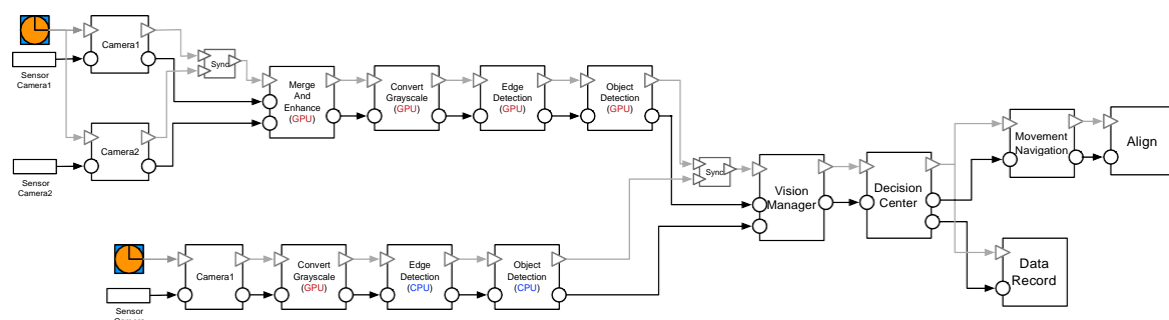 Camera1
Sensor
Camera1
Sync
Camera2
Sensor
Camera2
Merge
And
Enhance
(GPU)
Convert
Grayscale
(GPU)
Edge
Detection
(GPU)
Object
Detection
(GPU)
Sync
Vision
Manager
Decision
Center
Movement
Navigation
Align
Data
Record
Camera1
Convert
Grayscale
(GPU)
Edge
Detection
(CPU)
Object
Detection
(CPU)
Sensor